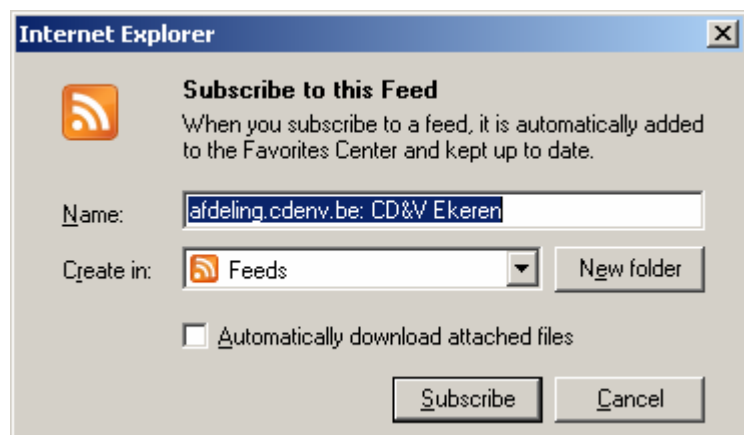 Internet Explorer
Subscribe to this Feed
When you subscribe to a feed, it is automatically added
to the Favorites Center and kept up to date.
Name: afdeling.cdenv.be: CD&V Ekeren
Create in: Feeds New folder
Automatically download attached files
Subscribe Cancel